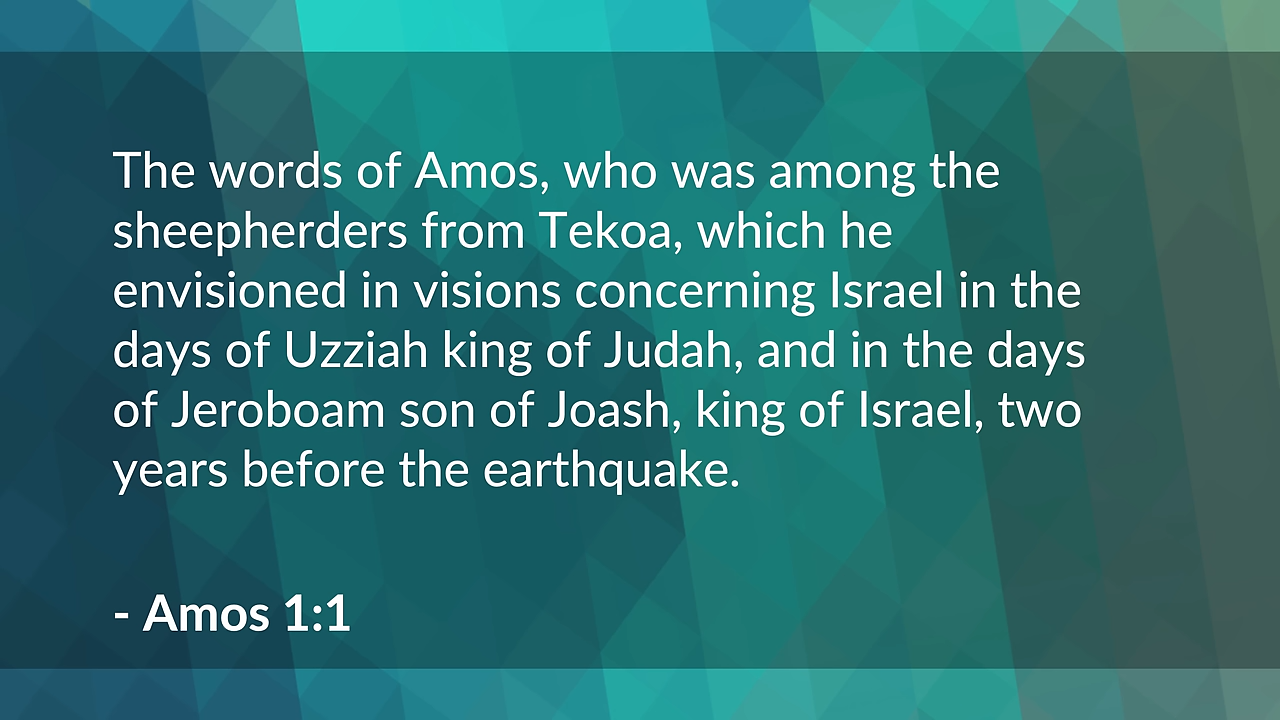 The words of Amos, who was among the
sheepherders from Tekoa, which he
envisioned in visions concerning Israel in the
days of Uzziah king of Judah, and in the days
of Jeroboam son of Joash, king of Israel, two
years before the earthquake.
- Amos 1:1